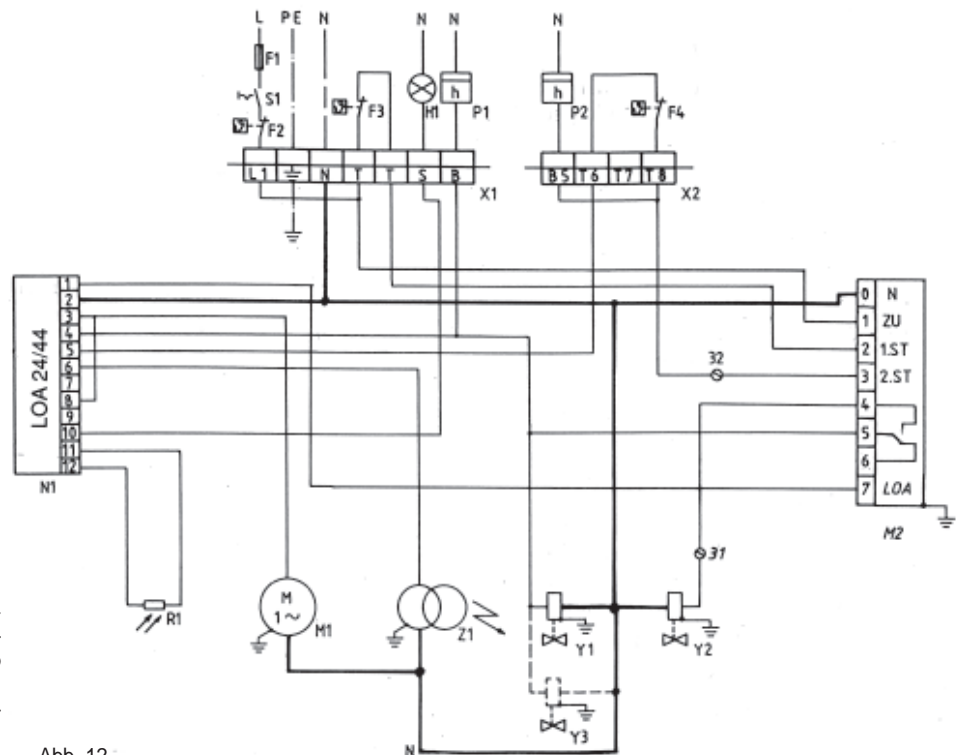 L PE N N N N
F1
S1
F2
F3
H1
h
P1
h
P2
F4
L1 N T T S B
X1
B5 T6 T7 T8
X2
LOA 24/44
1
2
3
4
5
6
7
8
9
10
11
12
N1
0 N
1 ZU
2 1.ST
3 2.ST
4
5
6
7 LOA
M2
32
31
R1
M
1~
M1
Z1
Y1
Y2
Y3
N
Abb. 12